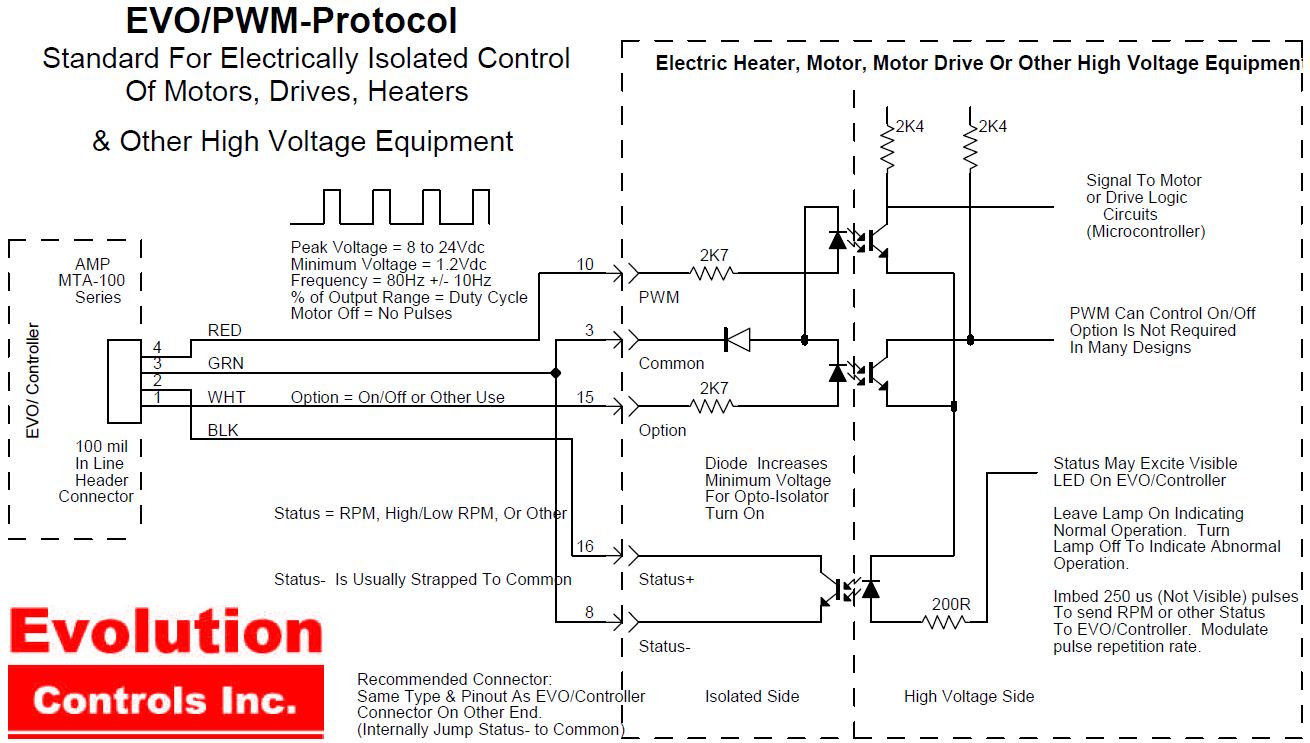 EVO/PWM-Protocol
Standard For Electrically Isolated Control
Of Motors, Drives, Heaters
& Other High Voltage Equipment
Electric Heater, Motor, Motor Drive Or Other High Voltage Equipment
2K4
2K4
Signal To Motor
or Drive Logic
Circuits
(Microcontroller)
Peak Voltage = 8 to 24Vdc
Minimum Voltage = 1.2Vdc
Frequency = 80Hz +/- 10Hz
% of Output Range = Duty Cycle
Motor Off = No Pulses
AMP
MTA-100
Series
EVO/ Controller
4
3
2
1
100 mil
In Line
Header
Connector
RED
GRN
WHT
BLK
Option = On/Off or Other Use
10
PWM
2K7
3
Common
15
Option
2K7
PWM Can Control On/Off
Option Is Not Required
In Many Designs
Diode Increases
Minimum Voltage
For Opto-Isolator
Turn On
Status = RPM, High/Low RPM, Or Other
16
Status+
Status- Is Usually Strapped To Common
8
Status-
200R
Status May Excite Visible
LED On EVO/Controller
Leave Lamp On Indicating
Normal Operation. Turn
Lamp Off To Indicate Abnormal
Operation.
Imbed 250 us (Not Visible) pulses
To send RPM or other Status
To EVO/Controller. Modulate
pulse repetition rate.
Evolution
Controls Inc.
Recommended Connector:
Same Type & Pinout As EVO/Controller
Connector On Other End.
(Internally Jump Status- to Common)
Isolated Side
High Voltage Side